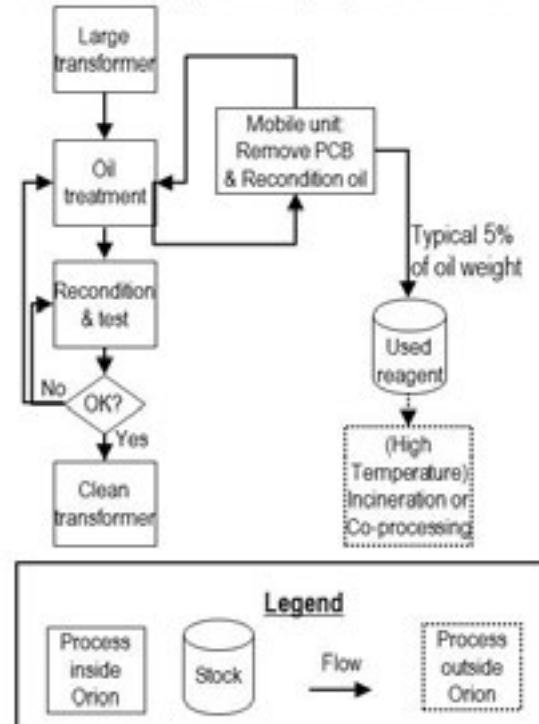 Large
transformer
Mobile unit:
Remove PCB
& Recondition oil
Oil
treatment
Typical 5%
of oil weight
Recondition
& test
Used
reagent
No
OK?
Yes
(High
Temperature)
Incineration or
Co-processing
Clean
transformer
Legend
Process
inside
Orion
Stock
Flow
Process
outside
Orion